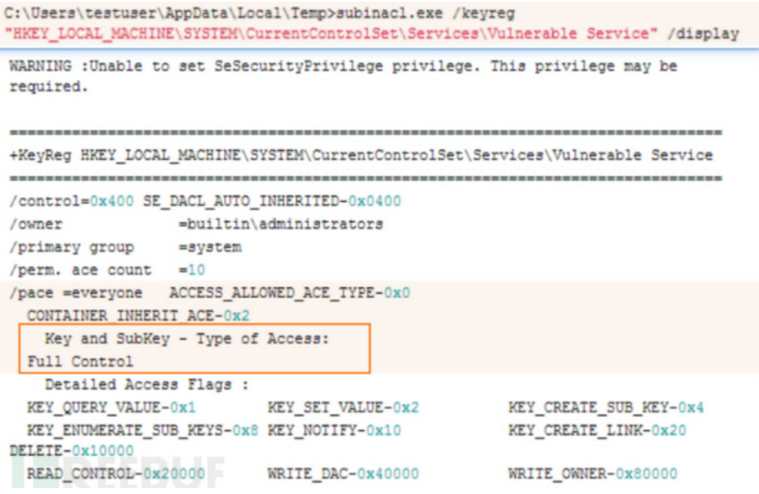 C:\Users\testuser\AppData\Local\Temp>subinacl.exe /keyreg
"HKEY_LOCAL_MACHINE\SYSTEM\CurrentControlSet\Services\Vulnerable Service" /display
WARNING :Unable to set SeSecurityPrivilege privilege. This privilege may be
required.
===========================================================================
+KeyReg HKEY_LOCAL_MACHINE\SYSTEM\CurrentControlSet\Services\Vulnerable Service
===========================================================================
/control=0x400 SE_DACL_AUTO_INHERITED-0x0400
/owner =builtin\administrators
/primary group =system
/perm. ace count =10
/pace =everyone ACCESS_ALLOWED_ACE_TYPE-0x0
CONTAINER_INHERIT_ACE-0x2
Key and SubKey - Type of Access:
Full Control
Detailed Access Flags :
KEY_QUERY_VALUE-0x1 KEY_SET_VALUE-0x2 KEY_CREATE_SUB_KEY-0x4
KEY_ENUMERATE_SUB_KEYS-0x8 KEY_NOTIFY-0x10 KEY_CREATE_LINK-0x20
DELETE-0x10000
READ_CONTROL-0x20000 WRITE_DAC-0x40000 WRITE_OWNER-0x80000
REEBUF